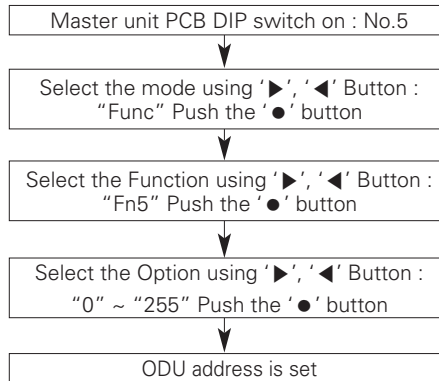 Master unit PCB DIP switch on : No.5
Select the mode using ‘▶’, ‘◀’ Button :
“Func” Push the ‘●’ button
Select the Function using ‘▶’, ‘◀’ Button :
“Fn5” Push the ‘●’ button
Select the Option using ‘▶’, ‘◀’ Button :
“0” ~ “255” Push the ‘●’ button
ODU address is set